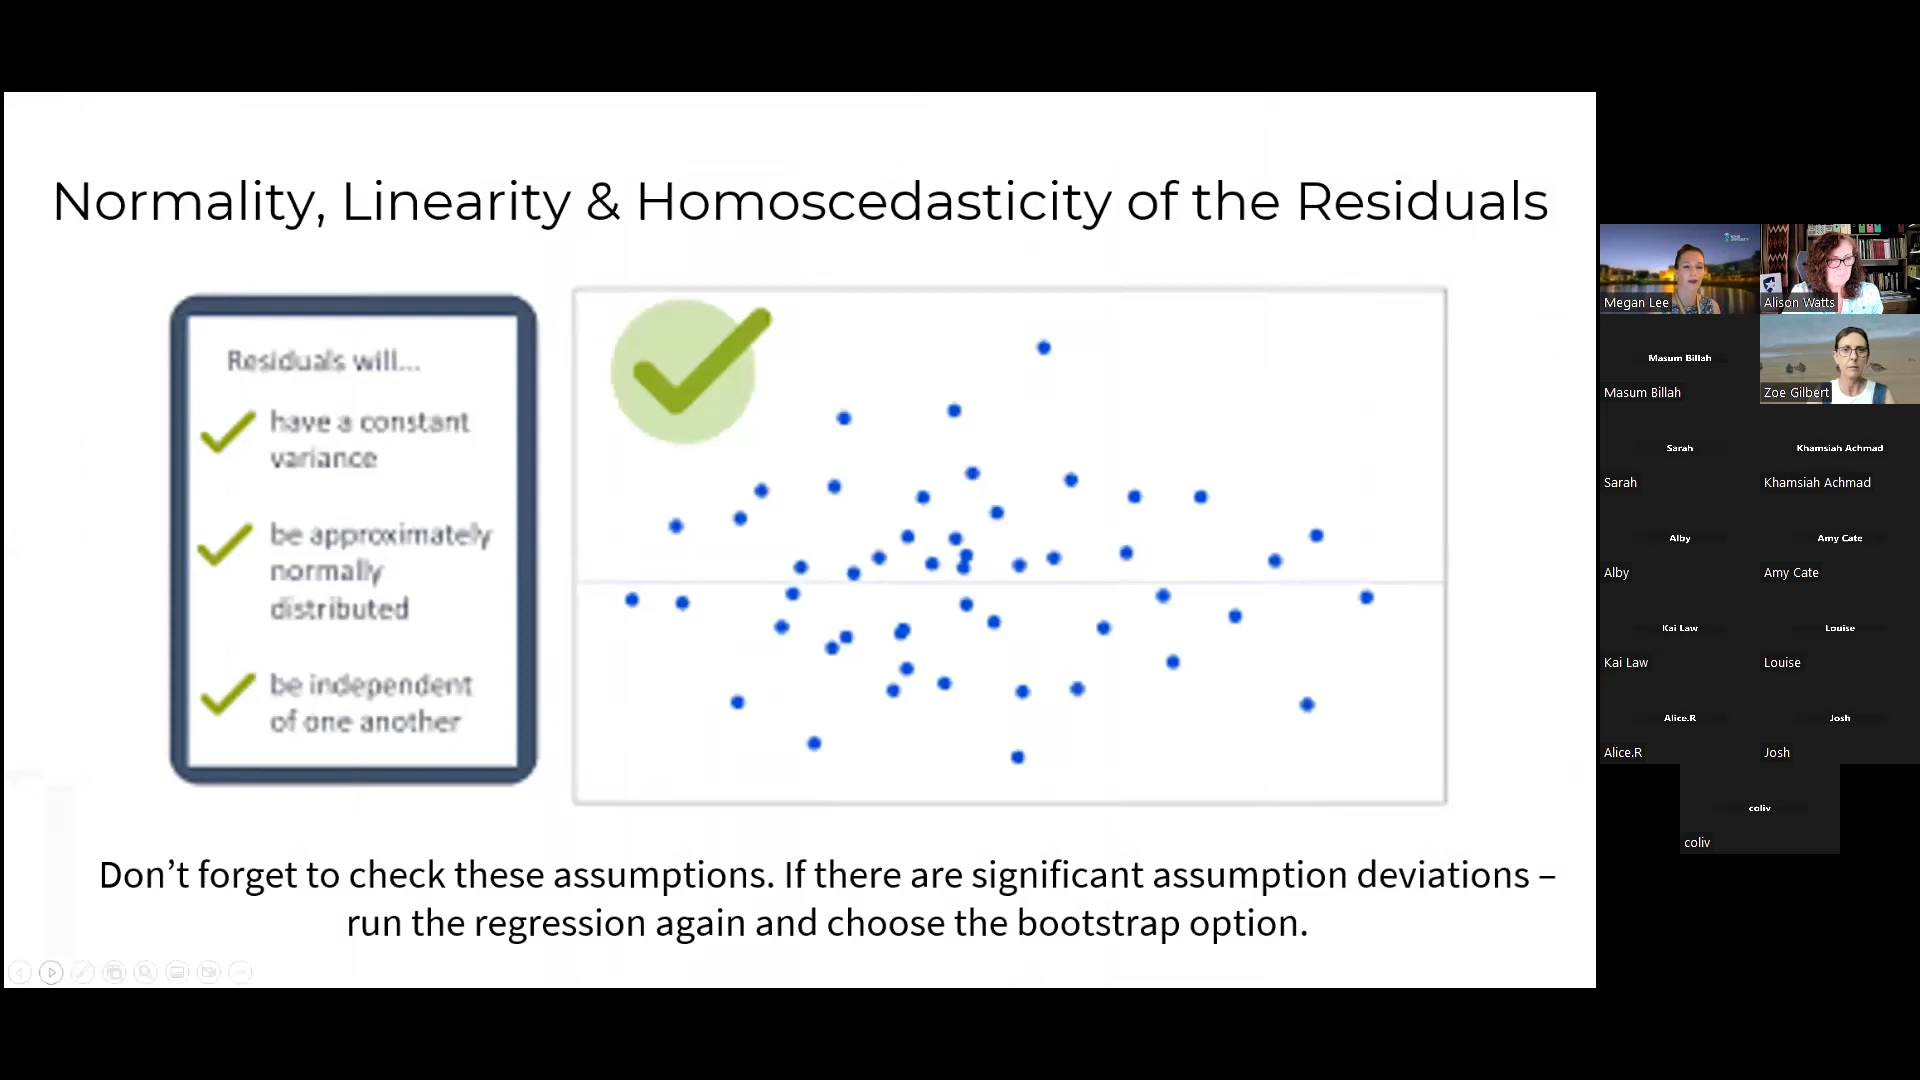 Normality, Linearity & Homoscedasticity of the Residuals
Residuals will...
have a constant
variance
be approximately
normally
distributed
be independent
of one another
Don’t forget to check these assumptions. If there are significant assumption deviations –
run the regression again and choose the bootstrap option.
Megan Lee
Alison Watts
Masum Billah
Masum Billah
Zoe Gilbert
Sarah
Khamsiah Achmad
Sarah
Khamsiah Achmad
Alby
Amy Cate
Alby
Amy Cate
Kai Law
Louise
Kai Law
Louise
Alice.R
Josh
Alice.R
Josh
coliv
coliv